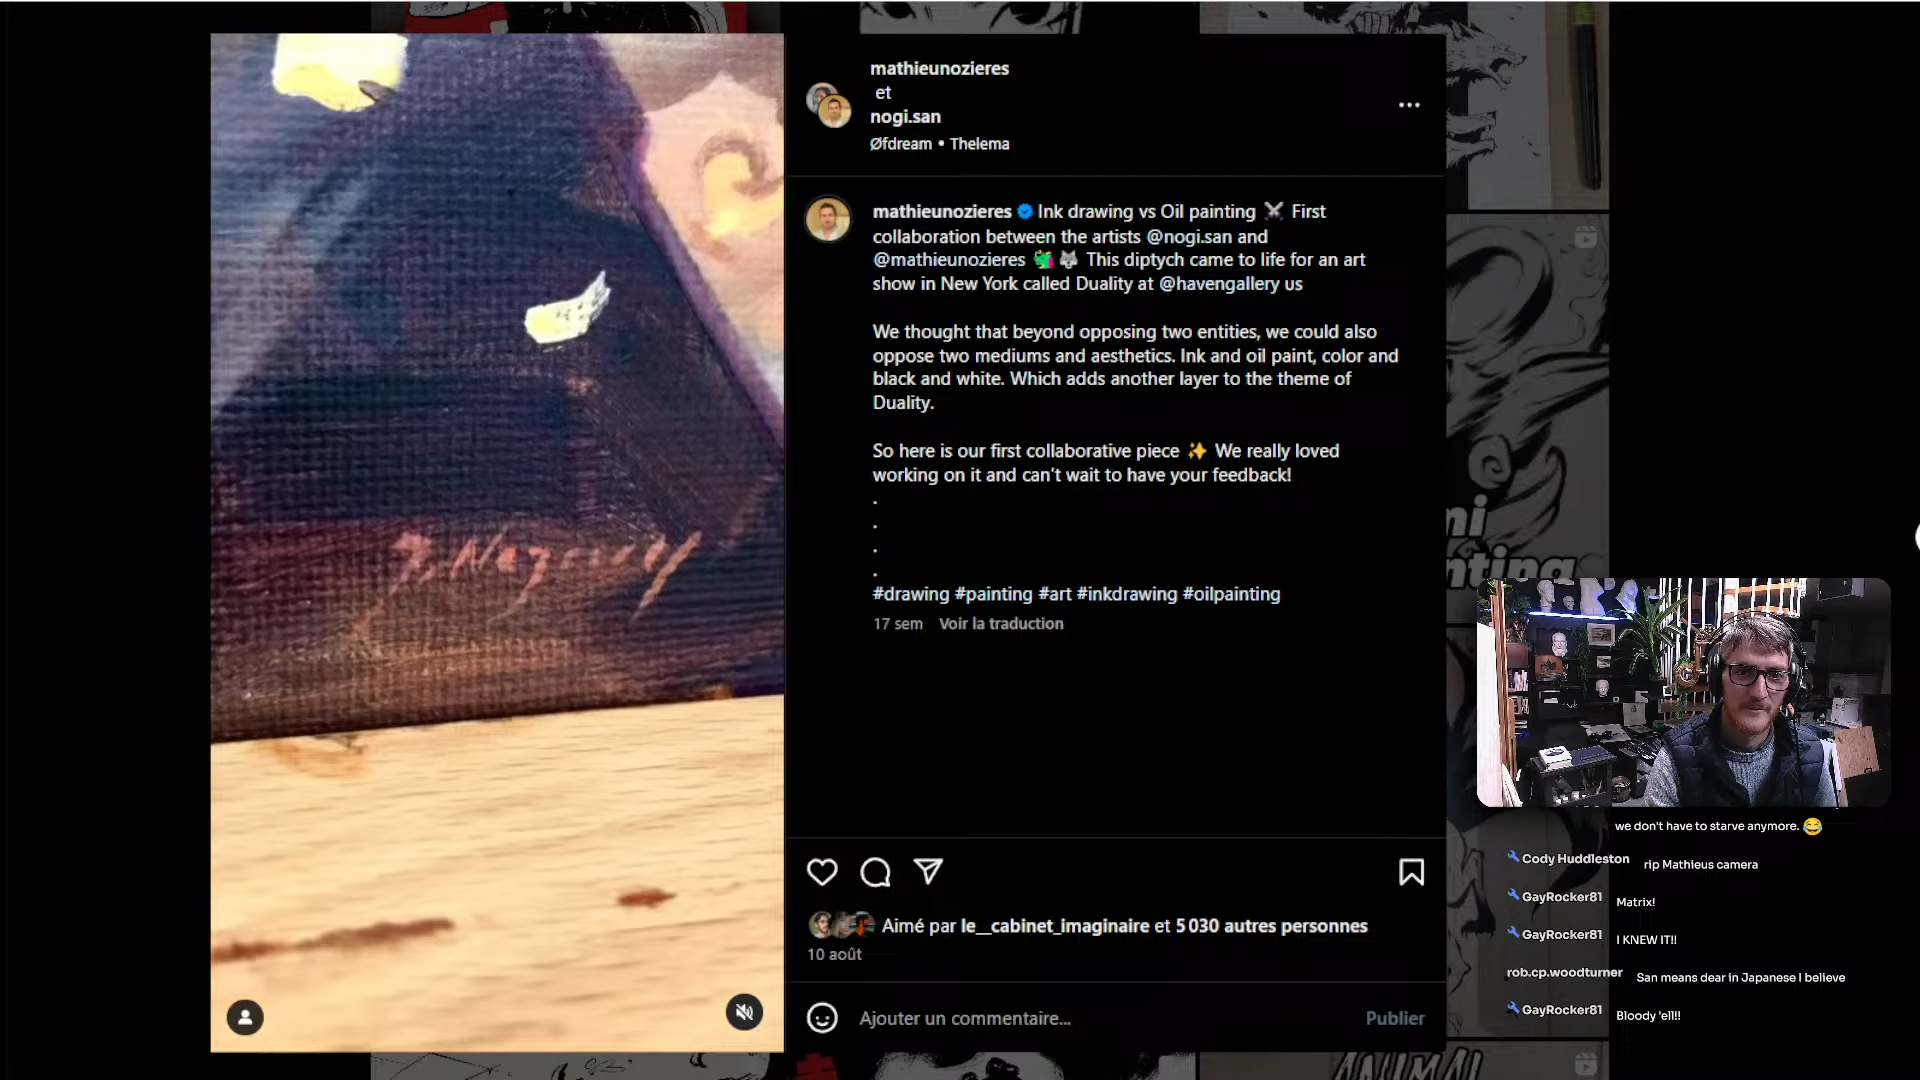 mathieunozieres
et
nogi.san
Øfdream • Thelema
mathieunozieres Ink drawing vs Oil painting ⚔ First
collaboration between the artists @nogi.san and
@mathieunozieres 🐲🐺 This diptych came to life for an art
show in New York called Duality at @havengallery us
We thought that beyond opposing two entities, we could also
oppose two mediums and aesthetics. Ink and oil paint, color and
black and white. Which adds another layer to the theme of
Duality.
So here is our first collaborative piece ✨ We really loved
working on it and can't wait to have your feedback!
.
.
.
.
#drawing #painting #art #inkdrawing #oilpainting
17 sem Voir la traduction
Aimé par le__cabinet_imaginaire et 5 030 autres personnes
10 août
Ajouter un commentaire... Publier
we don't have to starve anymore. 😂
Cody Huddleston rip Mathieus camera
GayRocker81 Matrix!
GayRocker81 I KNEW IT!!
rob.cp.woodturner San means dear in Japanese I believe
GayRocker81 Bloody 'ell!!
ANIMAL